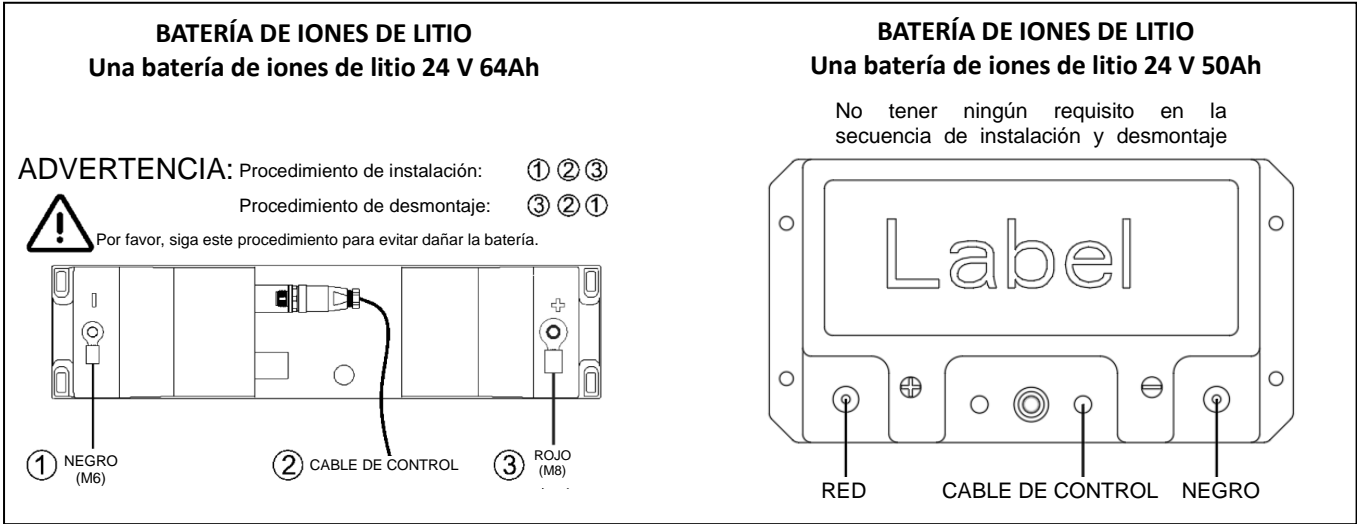 BATERÍA DE IONES DE LITIO
Una batería de iones de litio 24 V 64Ah
ADVERTENCIA: Procedimiento de instalación: ① ② ③
Procedimiento de desmontaje: ③ ② ①
Por favor, siga este procedimiento para evitar dañar la batería.
− +
① NEGRO
(M6)
② CABLE DE CONTROL
③ ROJO
(M8)
BATERÍA DE IONES DE LITIO
Una batería de iones de litio 24 V 50Ah
No tener ningún requisito en la
secuencia de instalación y desmontaje
Label
+ −
RED CABLE DE CONTROL NEGRO